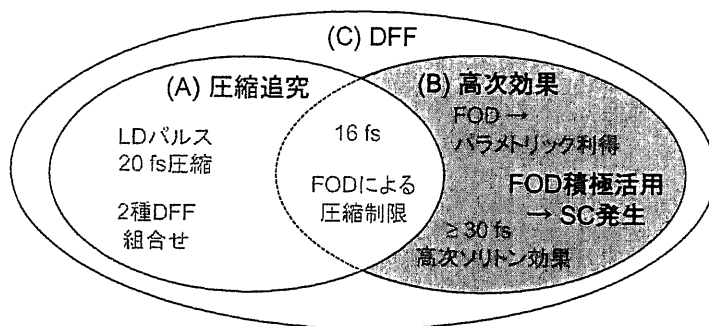 (C) DFF
(A) 圧縮追究
(B) 高次効果
LDパルス
20 fs圧縮
2種DFF
組合せ
16 fs
FODによる
圧縮制限
FOD →
パラメトリック利得
FOD積極活用
→ SC発生
≥ 30 fs
高次ソリトン効果